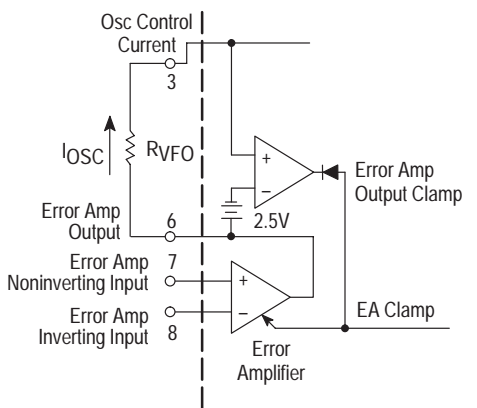 Osc Control
Current
3
IOSC
RVFO
+
–
Error Amp
Output Clamp
2.5V
Error Amp
Output
6
Error Amp
Noninverting Input
7
+
–
Error Amp
Inverting Input
8
EA Clamp
Error
Amplifier